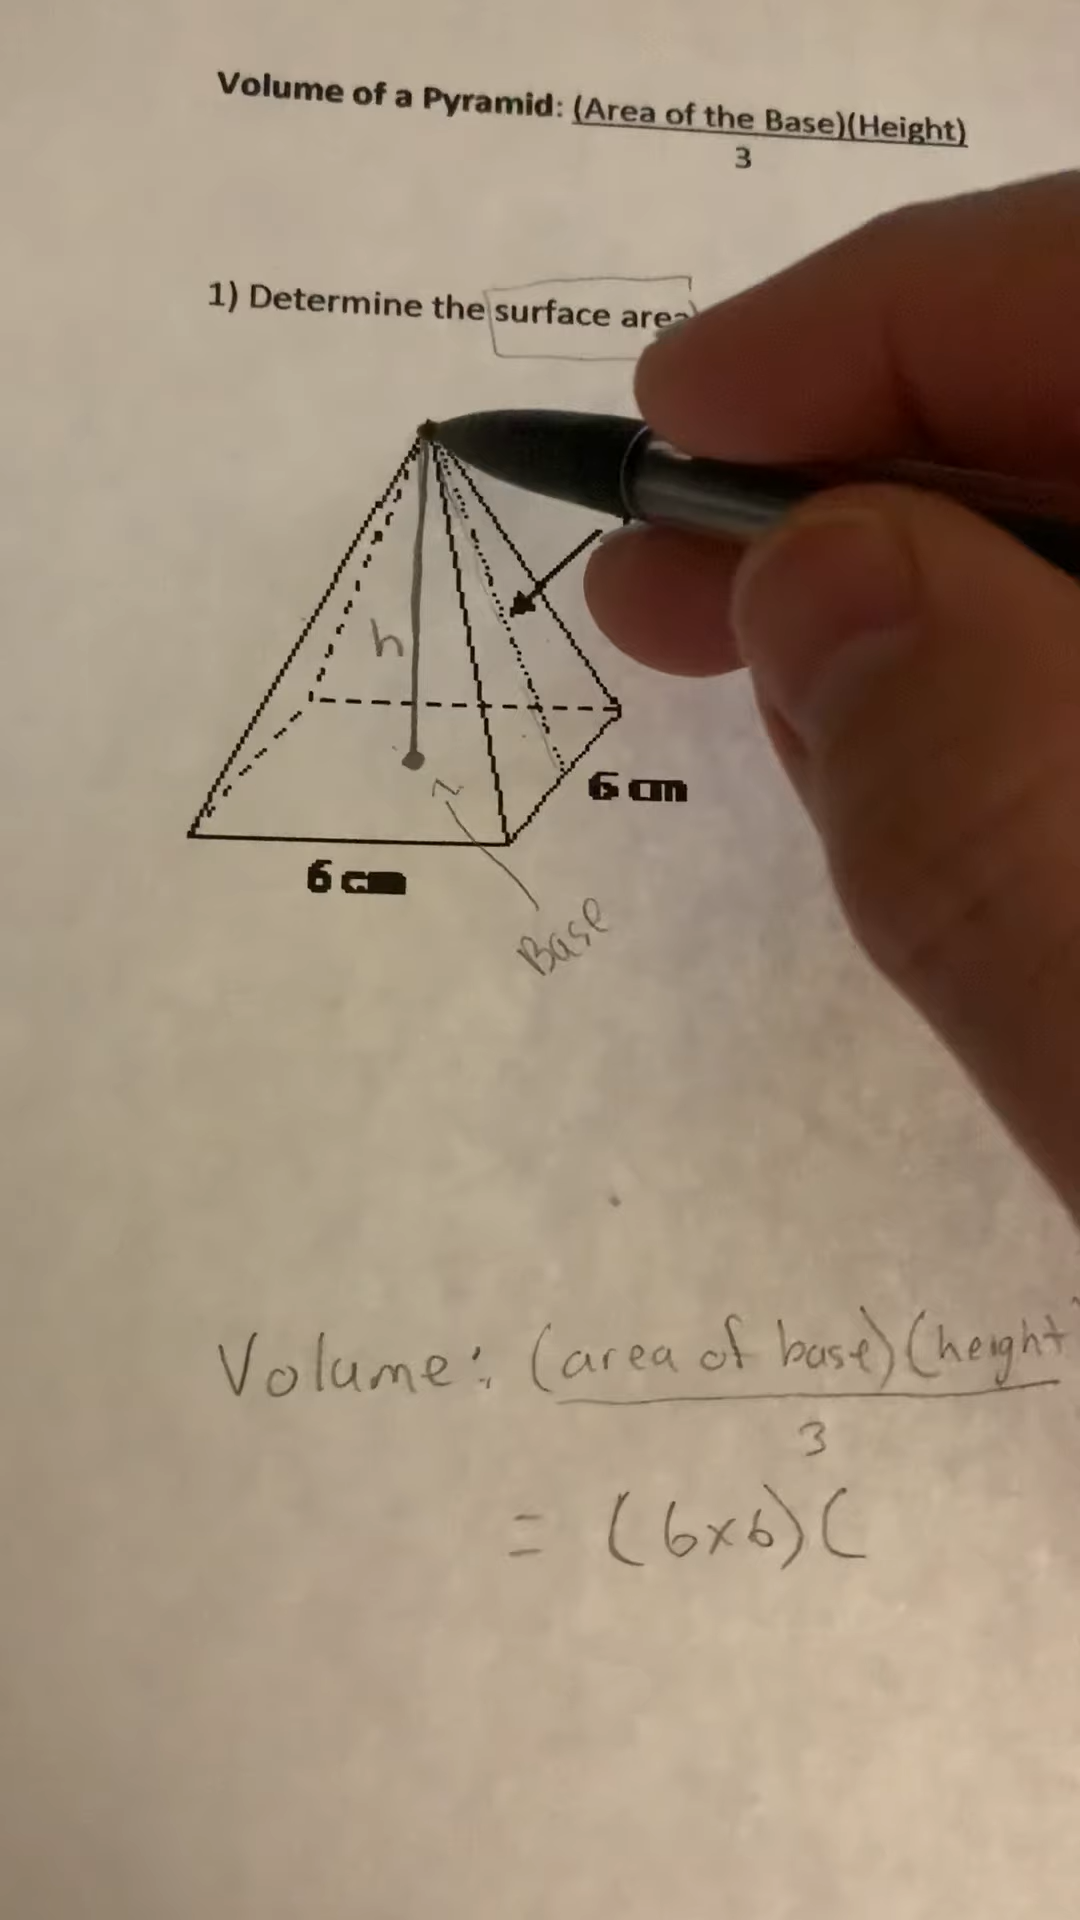 Volume of a Pyramid: (Area of the Base)(Height)
3
1) Determine the surface area
h
6 cm
6 cm
Base
Volume: (area of base)(height
3
= (6x6)(